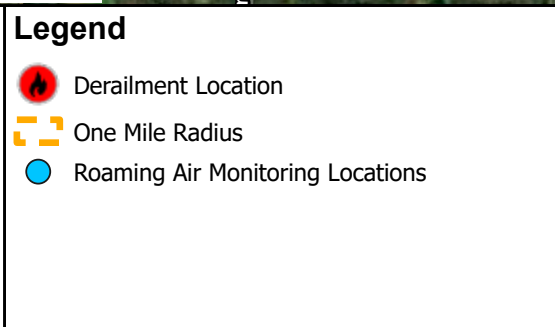 Legend
Derailment Location
One Mile Radius
Roaming Air Monitoring Locations